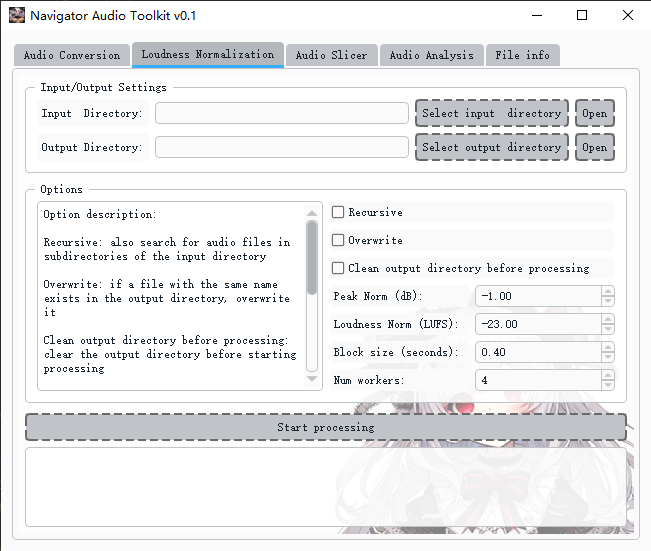 Navigator Audio Toolkit v0.1
Audio Conversion
Loudness Normalization
Audio Slicer
Audio Analysis
File info
Input/Output Settings
Input Directory:
Select input directory
Open
Output Directory:
Select output directory
Open
Options
Option description:
Recursive: also search for audio files in
subdirectories of the input directory
Overwrite: if a file with the same name
exists in the output directory, overwrite
it
Clean output directory before processing:
clear the output directory before starting
processing
Recursive
Overwrite
Clean output directory before processing
Peak Norm (dB):
-1.00
Loudness Norm (LUFS):
-23.00
Block size (seconds):
0.40
Num workers:
4
Start processing